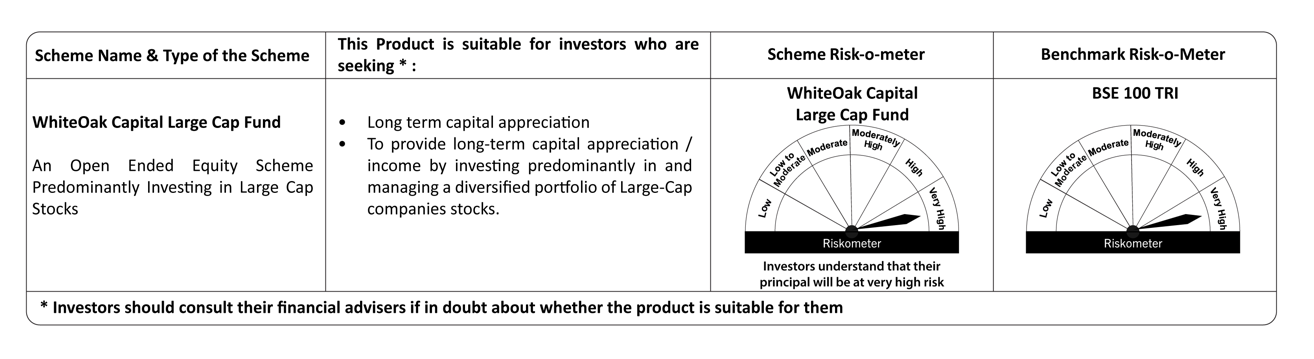 Scheme Name & Type of the Scheme
This Product is suitable for investors who are
seeking * :
Scheme Risk-o-meter
Benchmark Risk-o-Meter
WhiteOak Capital Large Cap Fund
An Open Ended Equity Scheme
Predominantly Investing in Large Cap
Stocks
• Long term capital appreciation
• To provide long-term capital appreciation /
income by investing predominantly in and
managing a diversified portfolio of Large-Cap
companies stocks.
WhiteOak Capital
Large Cap Fund
Low
Low to
Moderate
Moderate
Moderately
High
High
Very High
Riskometer
Investors understand that their
principal will be at very high risk
BSE 100 TRI
Low
Low to
Moderate
Moderate
Moderately
High
High
Very High
Riskometer
* Investors should consult their financial advisers if in doubt about whether the product is suitable for them